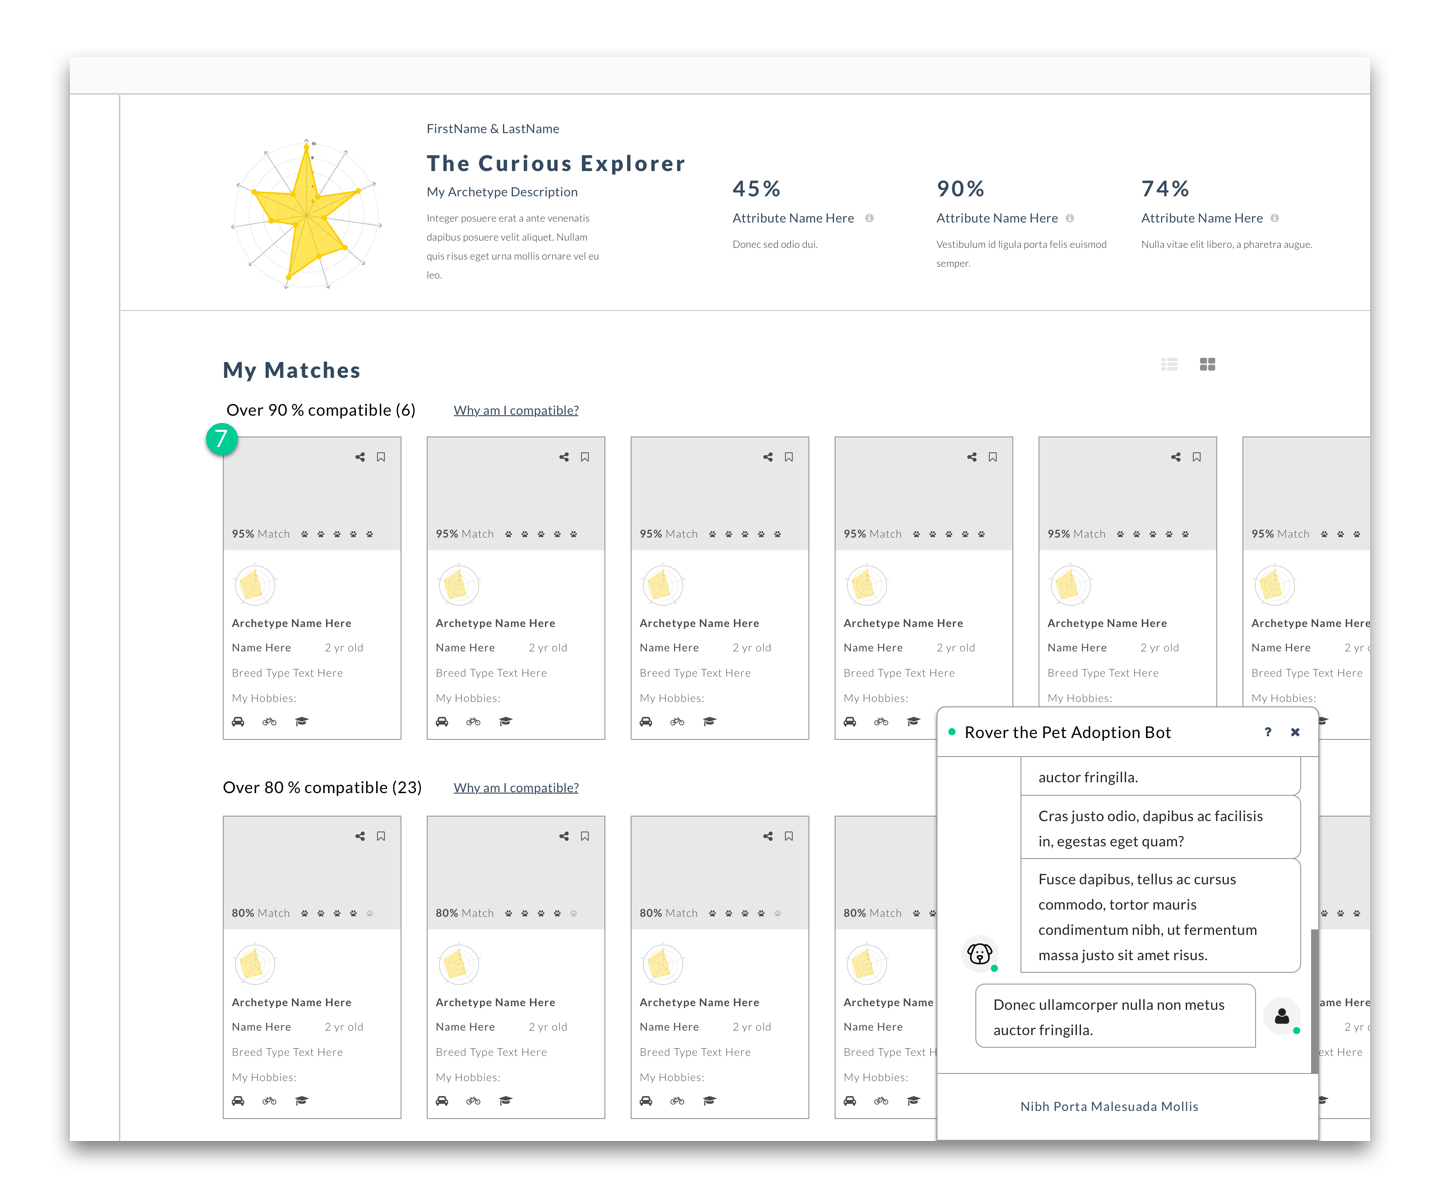 FirstName & LastName
The Curious Explorer
My Archetype Description
Integer posuere erat a ante venenatis
dapibus posuere velit aliquet. Nullam
quis risus eget urna mollis ornare vel eu
leo.
45%
Attribute Name Here
Donec sed odio dui.
90%
Attribute Name Here
Vestibulum id ligula porta felis euismod
semper.
74%
Attribute Name Here
Nulla vitae elit libero, a pharetra augue.
My Matches
Over 90 % compatible (6) Why am I compatible?
7
95% Match 95% Match 95% Match 95% Match 95% Match 95% Match
Archetype Name Here Archetype Name Here Archetype Name Here Archetype Name Here Archetype Name Here Archetype Name Here
Name Here 2 yr old Name Here 2 yr old Name Here 2 yr old Name Here 2 yr old Name Here 2 yr old Name Here 2 yr
Breed Type Text Here Breed Type Text Here Breed Type Text Here Breed Type Text Here Breed Type Text Here Breed Type Text Here
My Hobbies: My Hobbies: My Hobbies: My Hobbies: My Hobbies: My Hobbies:
Over 80 % compatible (23) Why am I compatible?
80% Match 80% Match 80% Match 80% Match
Archetype Name Here Archetype Name Here Archetype Name Here Archetype Name ame Here
Name Here 2 yr old Name Here 2 yr old Name Here 2 yr old Name Here 2 yr
Breed Type Text Here Breed Type Text Here Breed Type Text Here Breed Type Text ext Here
My Hobbies: My Hobbies: My Hobbies: My Hobbies:
Rover the Pet Adoption Bot ?
auctor fringilla.
Cras justo odio, dapibus ac facilisis
in, egestas eget quam?
Fusce dapibus, tellus ac cursus
commodo, tortor mauris
condimentum nibh, ut fermentum
massa justo sit amet risus.
Donec ullamcorper nulla non metus
auctor fringilla.
Nibh Porta Malesuada Mollis